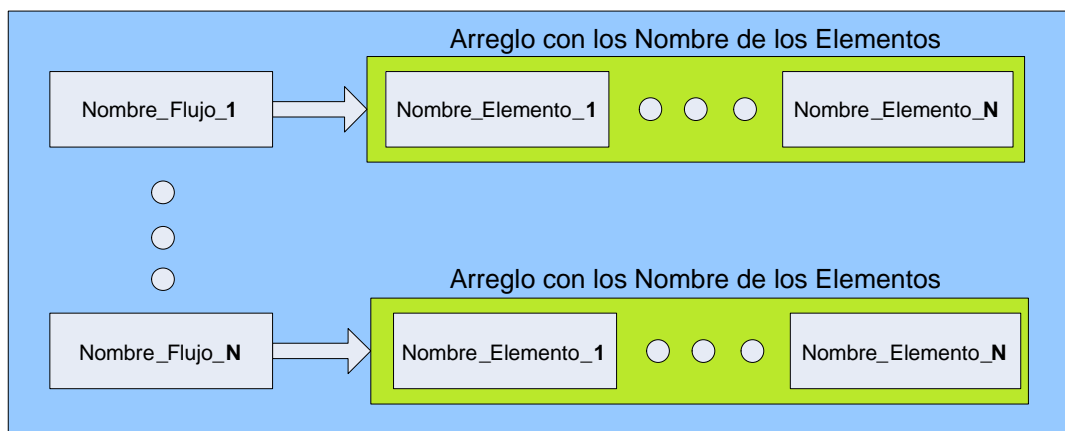 Arreglo con los Nombre de los Elementos
Nombre_Flujo_1
Nombre_Elemento_1
Nombre_Elemento_N
Arreglo con los Nombre de los Elementos
Nombre_Flujo_N
Nombre_Elemento_1
Nombre_Elemento_N